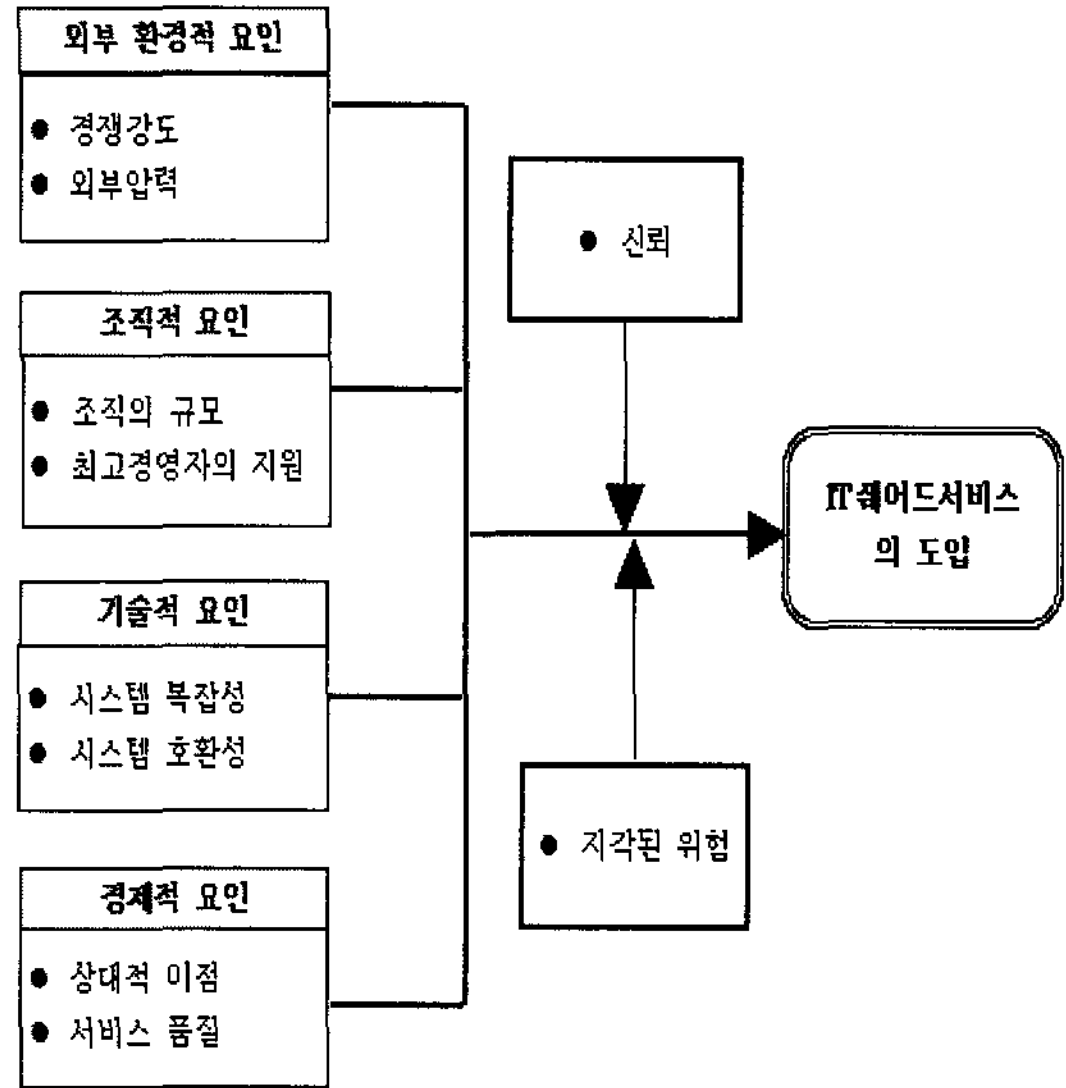 외부 환경적 요인
● 경쟁강도
● 외부압력
● 신뢰
조직적 요인
● 조직의 규모
● 최고경영자의 지원
IT쉐어드서비스
의 도입
기술적 요인
● 시스템 복잡성
● 시스템 호환성
● 지각된 위험
경제적 요인
● 상대적 이점
● 서비스 품질